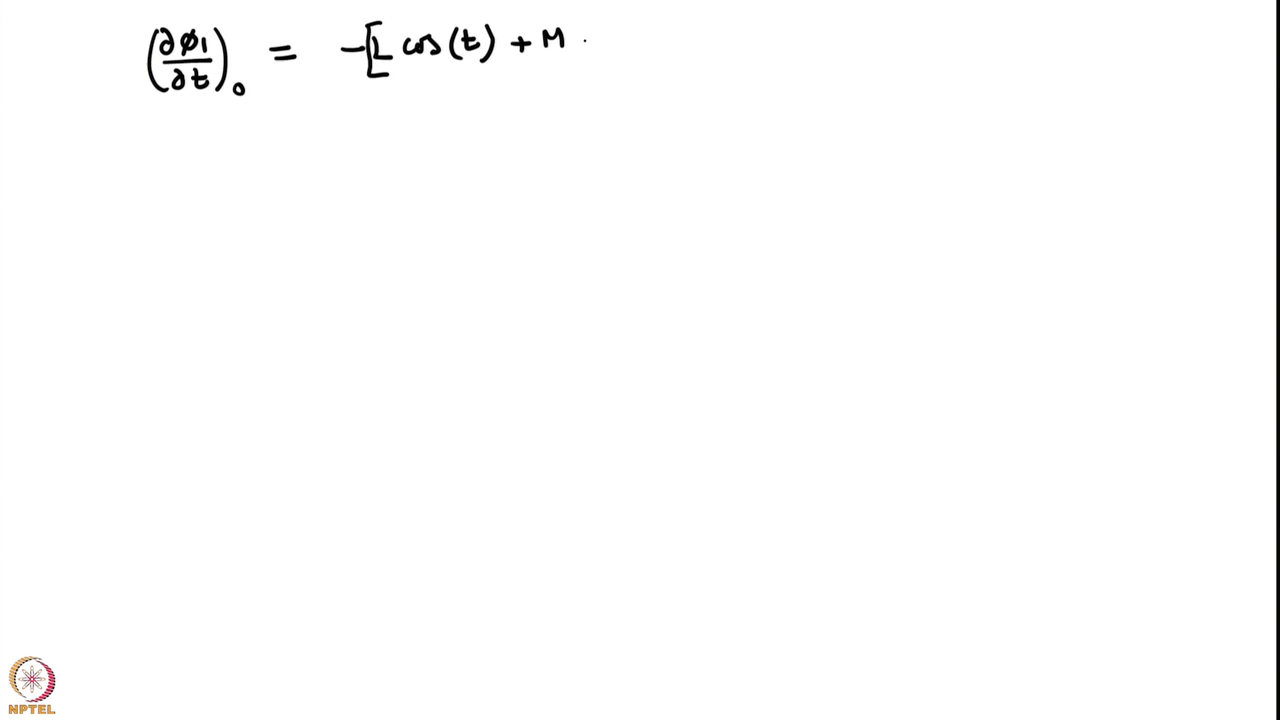 (∂φ₁/∂t)₀ = -[L cos(t) + M
NPTEL